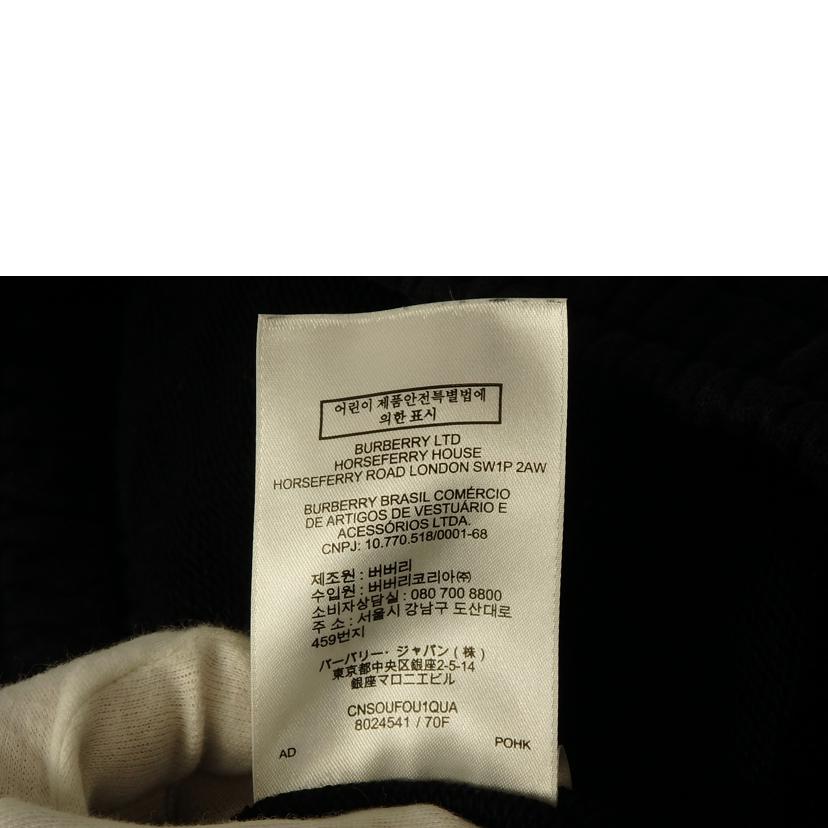 어린이 제품안전특별법에
의한 표시
BURBERRY LTD
HORSEFERRY HOUSE
HORSEFERRY ROAD LONDON SW1P 2AW
BURBERRY BRASIL COMÉRCIO
DE ARTIGOS DE VESTUÁRIO E
ACESSÓRIOS LTDA.
CNPJ: 10.770.518/0001-68
제조원 : 버버리
수입원 : 버버리코리아㈜
소비자상담실 : 080 700 8800
주 소 : 서울시 강남구 도산대로
459번지
バーバリー・ジャパン ( 株 )
東京都中央区銀座2-5-14
銀座マロニエビル
CNSOUFOU1QUA
8024541 / 70F
AD
POHK